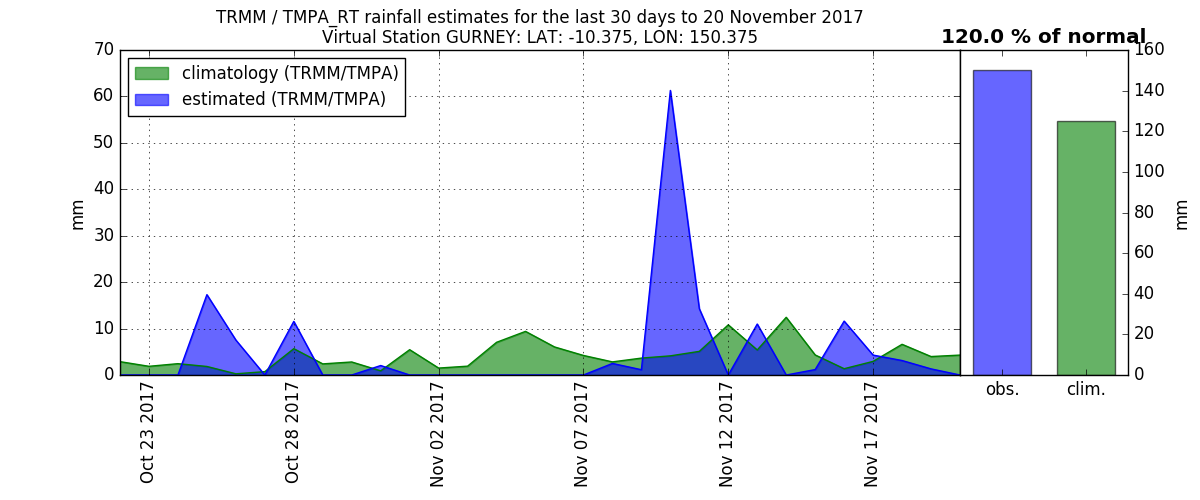 TRMM / TMPA_RT rainfall estimates for the last 30 days to 20 November 2017
Virtual Station GURNEY: LAT: -10.375, LON: 150.375
120.0 % of normal
climatology (TRMM/TMPA)
estimated (TRMM/TMPA)
70
60
50
40
30
20
10
0
mm
Oct 23 2017
Oct 28 2017
Nov 02 2017
Nov 07 2017
Nov 12 2017
Nov 17 2017
obs.
clim.
160
140
120
100
80
60
40
20
0
mm